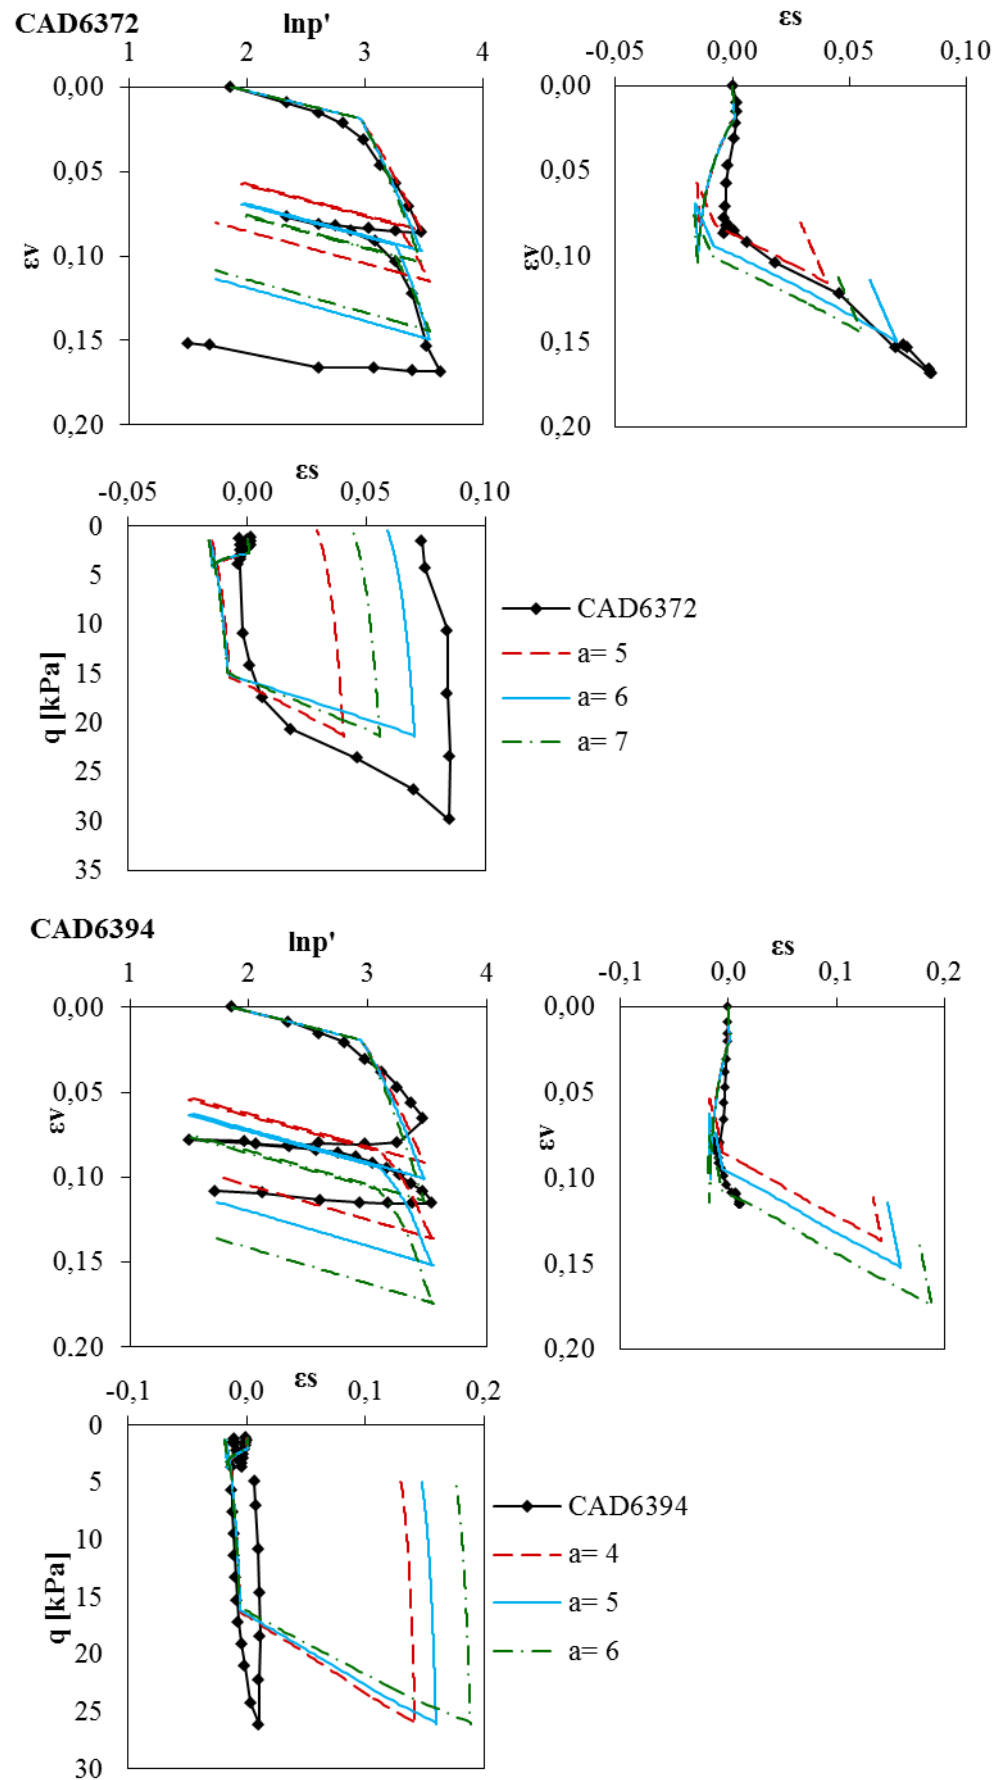 CAD6372
lnp'
1 2 3 4
0,00
0,05
0,10
0,15
0,20
εv
εs
-0,05 0,00 0,05 0,10
0,00
0,05
0,10
0,15
0,20
εv
εs
-0,05 0,00 0,05 0,10
0
5
10
15
20
25
30
35
q [kPa]
CAD6372
a= 5
a= 6
a= 7
CAD6394
lnp'
1 2 3 4
0,00
0,05
0,10
0,15
0,20
εv
εs
-0,1 0,0 0,1 0,2
0,00
0,05
0,10
0,15
0,20
εv
εs
-0,1 0,0 0,1 0,2
0
5
10
15
20
25
30
q [kPa]
CAD6394
a= 4
a= 5
a= 6